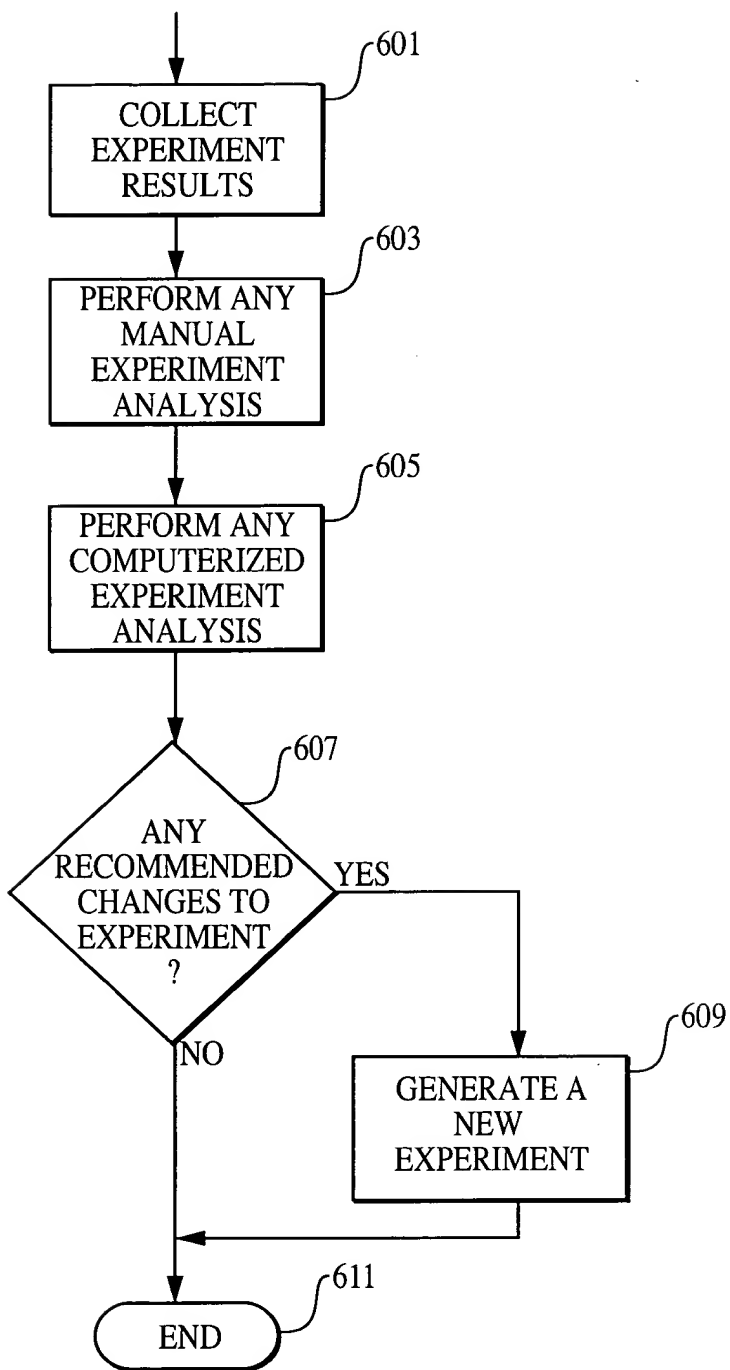 601
COLLECT
EXPERIMENT
RESULTS
603
PERFORM ANY
MANUAL
EXPERIMENT
ANALYSIS
605
PERFORM ANY
COMPUTERIZED
EXPERIMENT
ANALYSIS
607
ANY
RECOMMENDED
CHANGES TO
EXPERIMENT
?
YES
NO
609
GENERATE A
NEW
EXPERIMENT
611
END